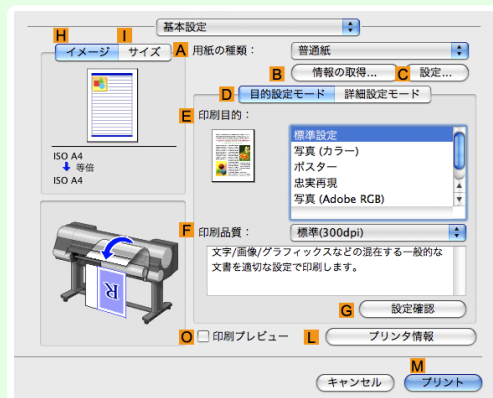 基本設定
H
I
イメージ
サイズ
A 用紙の種類： 普通紙
B 情報の取得... C 設定...
D 目的設定モード 詳細設定モード
E 印刷目的：
標準設定
写真 (カラー)
ポスター
忠実再現
写真 (Adobe RGB)
ISO A4
等倍
ISO A4
F 印刷品質： 標準(300dpi)
文字/画像/グラフィックスなどの混在する一般的な
文書を適切な設定で印刷します。
R
G 設定確認
O 印刷プレビュー L プリンタ情報
M
キャンセル プリント